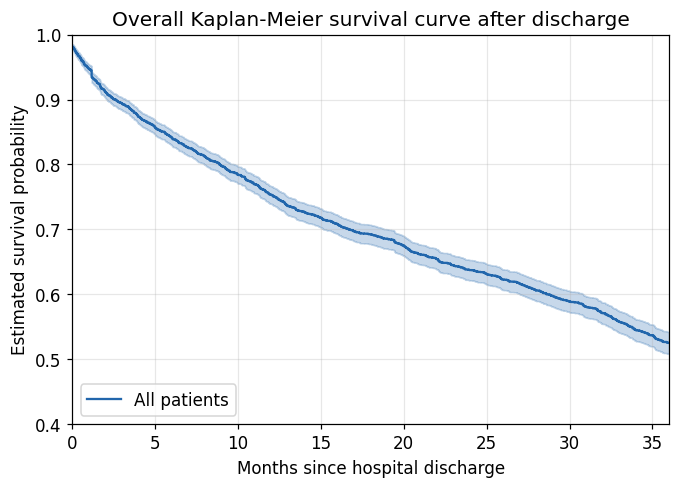 Overall Kaplan-Meier survival curve after discharge
1.0
0.9
0.8
0.7
0.6
0.5
0.4
Estimated survival probability
All patients
0 5 10 15 20 25 30 35
Months since hospital discharge